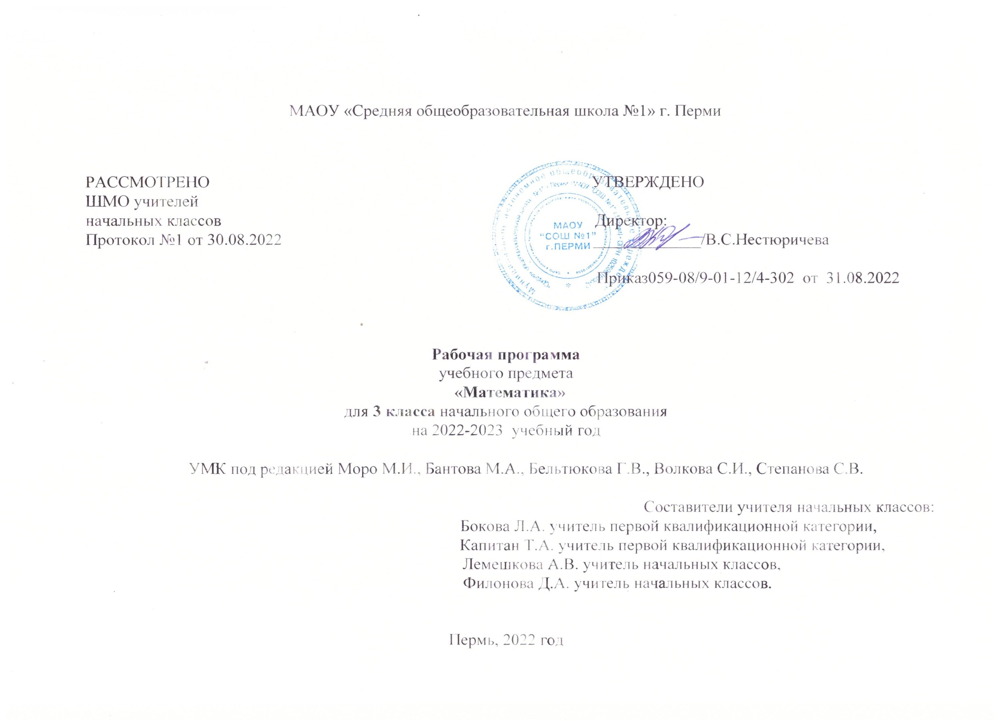 МАОУ «Средняя общеобразовательная школа №1» г. Перми
РАССМОТРЕНО
ШМО учителей
начальных классов
Протокол №1 от 30.08.2022
УТВЕРЖДЕНО
Директор:
/В.С.Нестюричева
Приказ059-08/9-01-12/4-302 от 31.08.2022
МАОУ
“СОШ №1”
г.ПЕРМИ
Рабочая программа
учебного предмета
«Математика»
для 3 класса начального общего образования
на 2022-2023 учебный год
УМК под редакцией Моро М.И., Бантова М.А., Бельтюкова Г.В., Волкова С.И., Степанова С.В.
Составители учителя начальных классов:
Бокова Л.А. учитель первой квалификационной категории,
Капитан Т.А. учитель первой квалификационной категории,
Лемешкова А.В. учитель начальных классов,
Филонова Д.А. учитель начальных классов.
Пермь, 2022 год